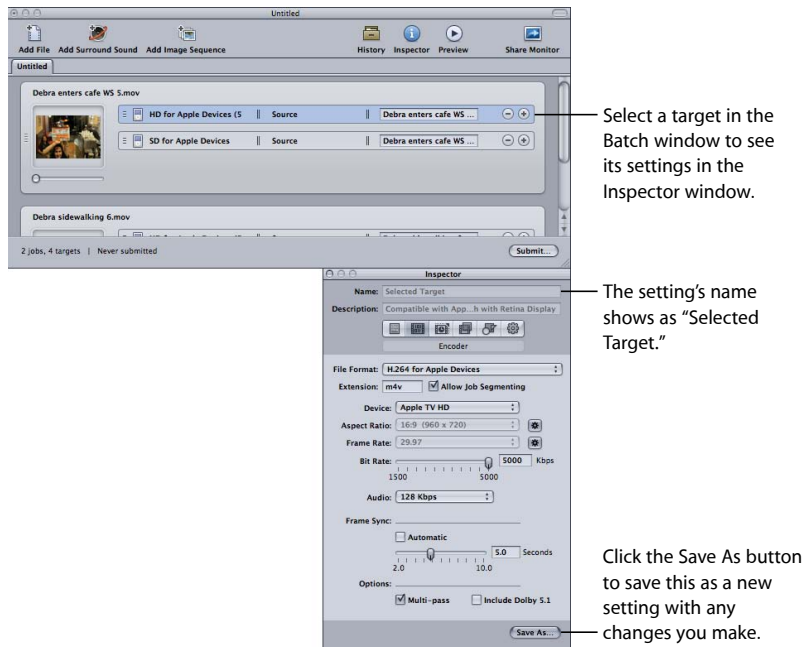 Untitled
Add File Add Surround Sound Add Image Sequence History Inspector Preview Share Monitor
Untitled
Debra enters cafe WS 5.mov
HD for Apple Devices (5 Source Debra enters cafe WS ...
SD for Apple Devices Source Debra enters cafe WS ...
Debra sidewalking 6.mov
2 jobs, 4 targets | Never submitted Submit...
Select a target in the
Batch window to see
its settings in the
Inspector window.
Inspector
Name: Selected Target
Description: Compatible with App...h with Retina Display
Encoder
The setting’s name
shows as “Selected
Target.”
File Format: H.264 for Apple Devices
Extension: m4v Allow Job Segmenting
Device: Apple TV HD
Aspect Ratio: 16:9 (960 x 720)
Frame Rate: 29.97
Bit Rate: 5000 Kbps
1500 5000
Audio: 128 Kbps
Frame Sync:
Automatic
5.0 Seconds
2.0 10.0
Options:
Multi-pass Include Dolby 5.1
Save As...
Click the Save As button
to save this as a new
setting with any
changes you make.